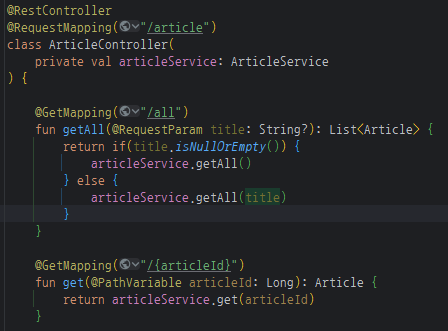 @RestController
@RequestMapping("/article")
class ArticleController(
    private val articleService: ArticleService
) {
    @GetMapping("/all")
    fun getAll(@RequestParam title: String?): List<Article> {
        return if(title.isNullOrEmpty()) {
            articleService.getAll()
        } else {
            articleService.getAll(title)
        }
    }
    @GetMapping("/{articleId}")
    fun get(@PathVariable articleId: Long): Article {
        return articleService.get(articleId)
    }